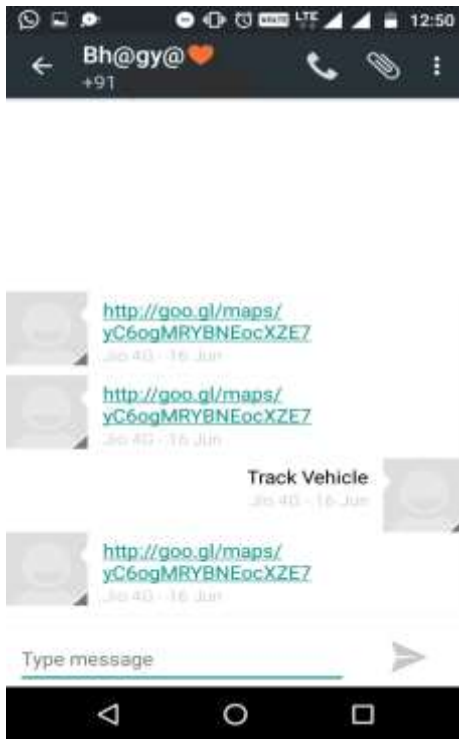 LTE 12:50
Bh@gy@
+91
http://goo.gl/maps/
yC6ogMRYBNEocXZE7
Jio 4G - 16 Jun
http://goo.gl/maps/
yC6ogMRYBNEocXZE7
Jio 4G - 16 Jun
Track Vehicle
Jio 4G - 16 Jun
http://goo.gl/maps/
yC6ogMRYBNEocXZE7
Jio 4G - 16 Jun
Type message